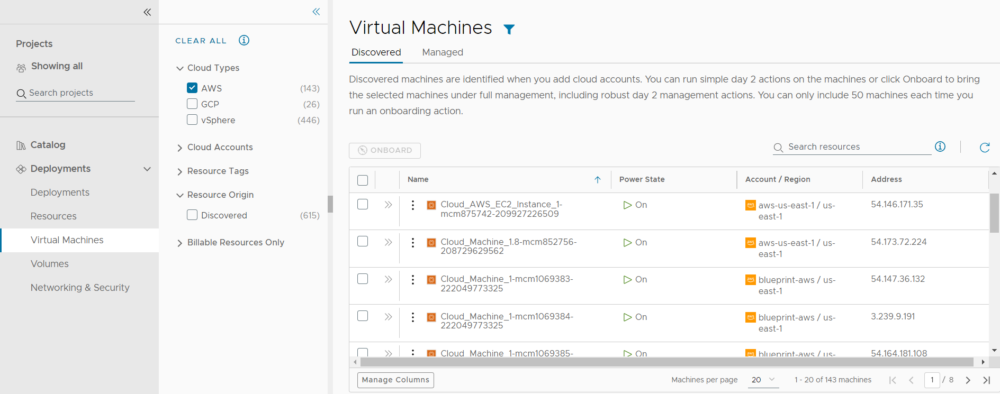 Projects
Showing all
Search projects
Catalog
Deployments
Deployments
Resources
Virtual Machines
Volumes
Networking & Security
CLEAR ALL
Cloud Types
AWS (143)
GCP (26)
vSphere (446)
Cloud Accounts
Resource Tags
Resource Origin
Discovered (615)
Billable Resources Only
Virtual Machines
Discovered Managed
Discovered machines are identified when you add cloud accounts. You can run simple day 2 actions on the machines or click Onboard to bring
the selected machines under full management, including robust day 2 management actions. You can only include 50 machines each time you
run an onboarding action.
ONBOARD
Search resources
Name Power State Account / Region Address
Cloud_AWS_EC2_Instance_1-
mcm875742-209927226509
On
aws-us-east-1 / us-
east-1
54.146.171.35
Cloud_Machine_1.8-mcm852756-
208729629562
On
aws-us-east-1 / us-
east-1
54.173.72.224
Cloud_Machine_1-mcm1069383-
222049773325
On
blueprint-aws / us-
east-1
54.147.36.132
Cloud_Machine_1-mcm1069384-
222049773325
On
blueprint-aws / us-
east-1
3.239.9.191
Cloud_Machine_1-mcm1069385-
On
blueprint-aws / us-
54.164.181.108
Manage Columns
Machines per page 20 1 - 20 of 143 machines 1 / 8